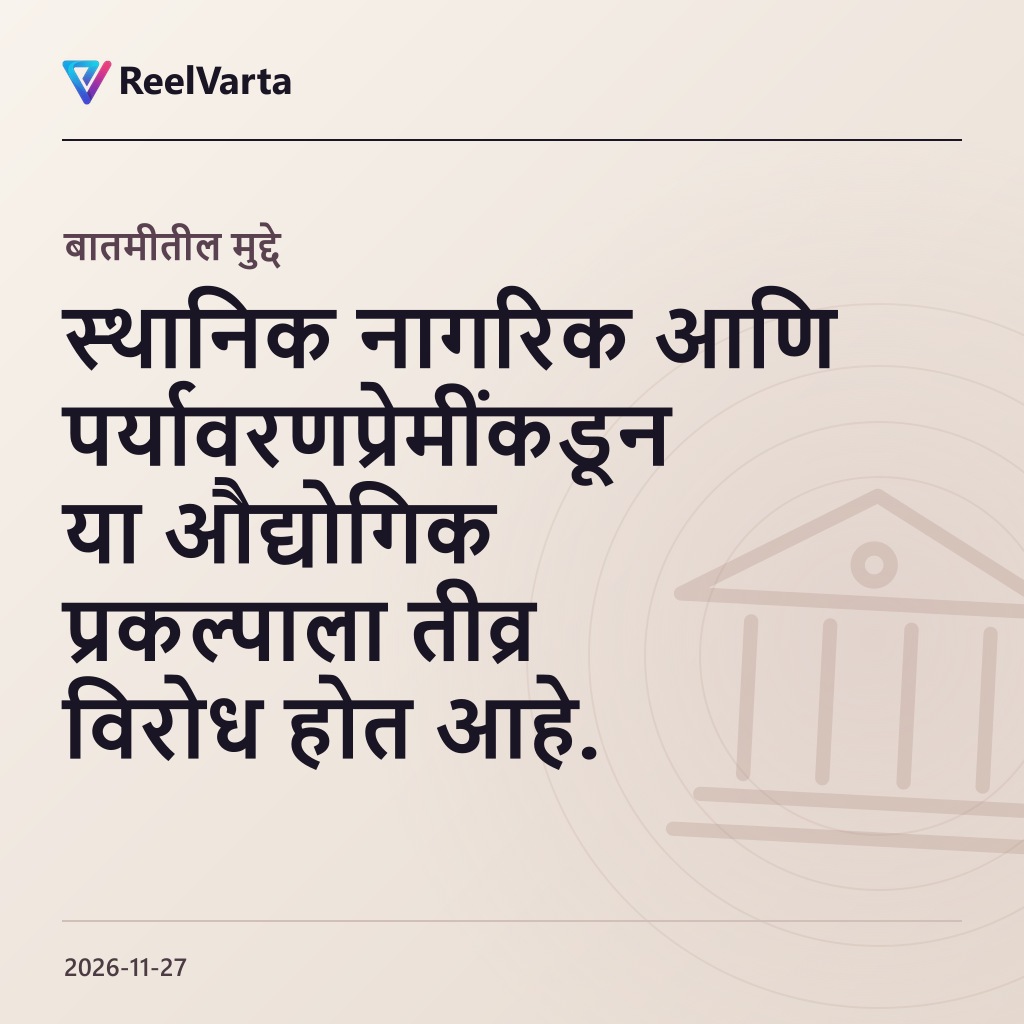 ReelVarta
बातमीतील मुद्दे
स्थानिक नागरिक आणि
पर्यावरणप्रेमींकडून
या औद्योगिक
प्रकल्पाला तीव्र
विरोध होत आहे.
2026-11-27